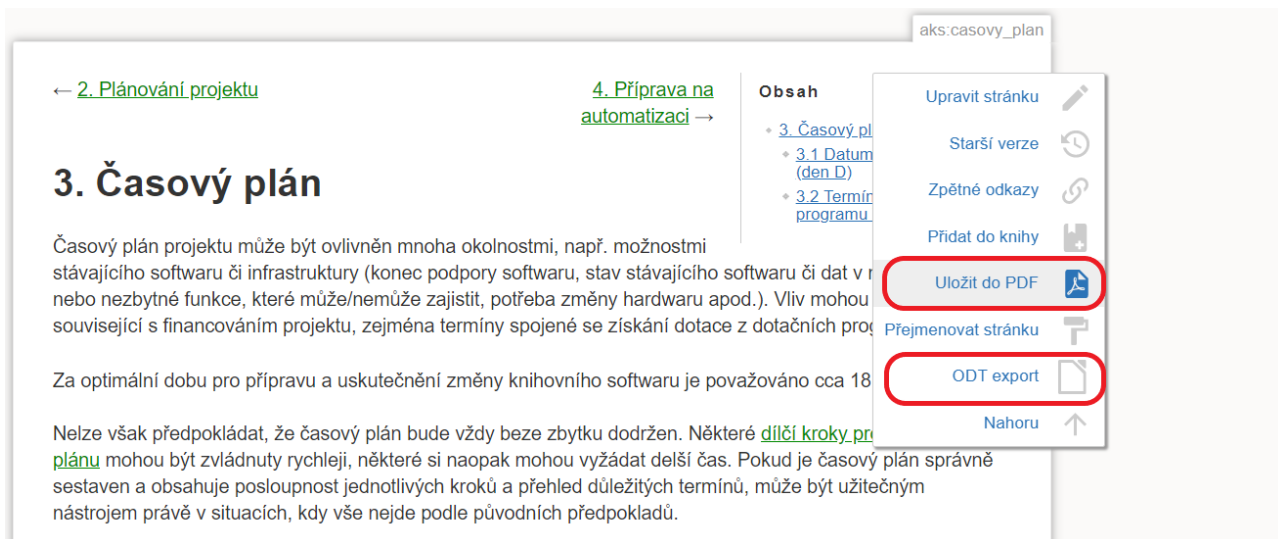 aks:casovy_plan
← 2. Plánování projektu
4. Příprava na
automatizaci →
Obsah
3. Časový pl
3.1 Datum
(den D)
3.2 Termín
programu
Upravit stránku
Starší verze
Zpětné odkazy
Přidat do knihy
Uložit do PDF
Přejmenovat stránku
ODT export
Nahoru
3. Časový plán
Časový plán projektu může být ovlivněn mnoha okolnostmi, např. možnostmi
stávajícího softwaru či infrastruktury (konec podpory softwaru, stav stávajícího softwaru či dat v
nebo nezbytné funkce, které může/nemůže zajistit, potřeba změny hardwaru apod.). Vliv mohou
související s financováním projektu, zejména termíny spojené se získání dotace z dotačních prog
Za optimální dobu pro přípravu a uskutečnění změny knihovního softwaru je považováno cca 18
Nelze však předpokládat, že časový plán bude vždy beze zbytku dodržen. Některé dílčí kroky pro
plánu mohou být zvládnuty rychleji, některé si naopak mohou vyžádat delší čas. Pokud je časový plán správně
sestaven a obsahuje posloupnost jednotlivých kroků a přehled důležitých termínů, může být užitečným
nástrojem právě v situacích, kdy vše nejde podle původních předpokladů.